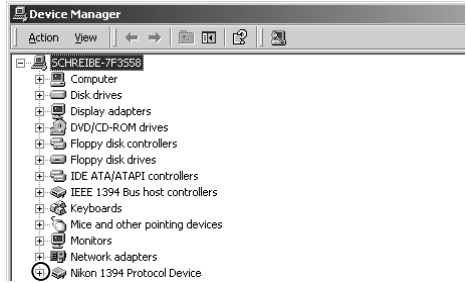 Device Manager
Action View
SCHREIBE-7F3S58
Computer
Disk drives
Display adapters
DVD/CD-ROM drives
Floppy disk controllers
Floppy disk drives
IDE ATA/ATAPI controllers
IEEE 1394 Bus host controllers
Keyboards
Mice and other pointing devices
Monitors
Network adapters
Nikon 1394 Protocol Device